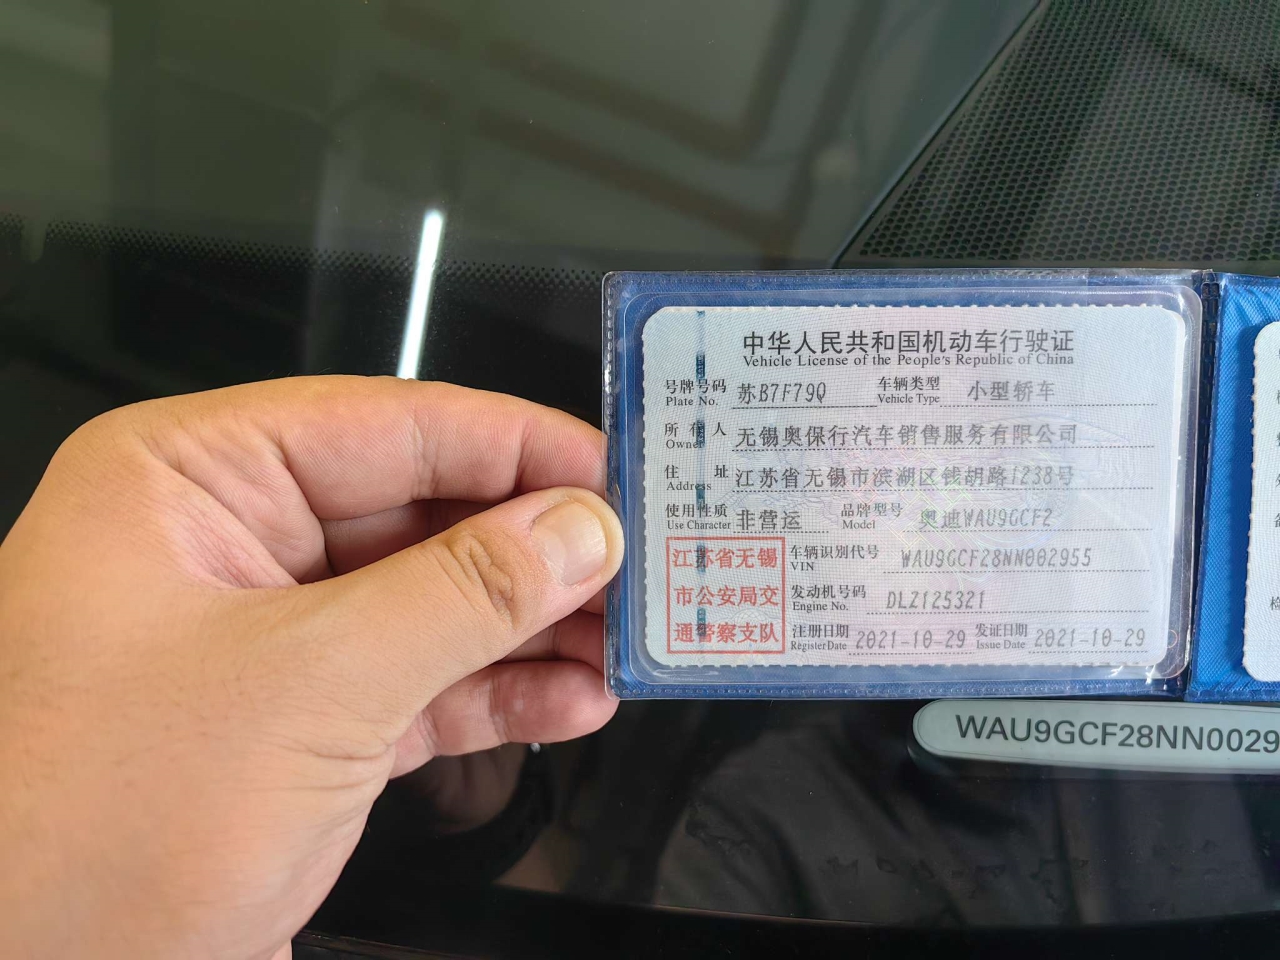 中华人民共和国机动车行驶证
Vehicle License of the People's Republic of China
号牌号码 Plate No. 苏B7F79Q 车辆类型 Vehicle Type 小型轿车
所有人 Owner 无锡奥保行汽车销售服务有限公司
住址 Address 江苏省无锡市滨湖区钱胡路1238号
使用性质 Use Character 非营运 品牌型号 Model 奥迪WAU9GCF2
江苏省无锡
市公安局交
通警察支队
车辆识别代号 VIN WAU9GCF28NN002955
发动机号码 Engine No. DLZ125321
注册日期 Register Date 2021-10-29 发证日期 Issue Date 2021-10-29
WAU9GCF28NN0029